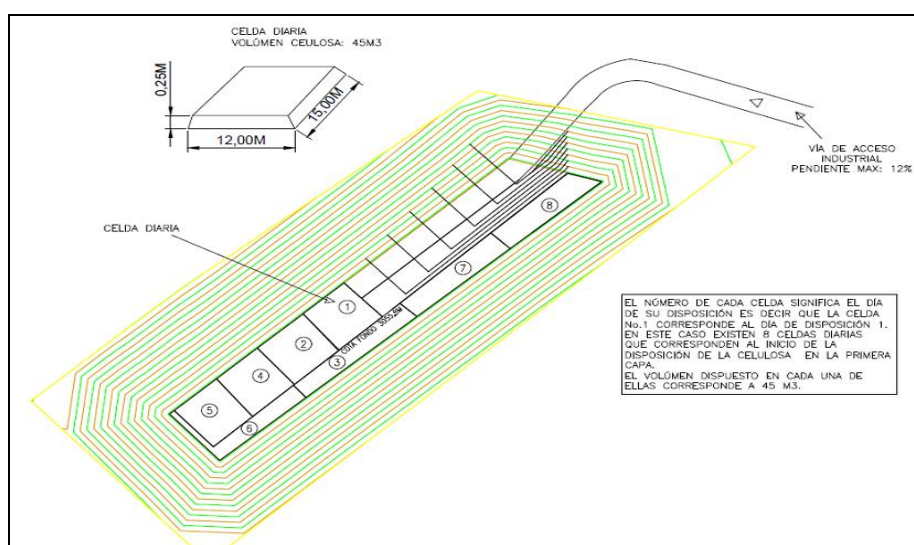 CELDA DIARIA
VOLÚMEN CEULOSA: 45M3
0,25M
15,00M
12,00M
VÍA DE ACCESO
INDUSTRIAL
PENDIENTE MAX: 12%
CELDA DIARIA
8
7
1
2
COTA FONDO
3
4
5
6
EL NÚMERO DE CADA CELDA SIGNIFICA EL DÍA
DE SU DISPOSICIÓN ES DECIR QUE LA CELDA
No.1 CORRESPONDE AL DÍA DE DISPOSICIÓN 1.
EN ESTE CASO EXISTEN 8 CELDAS DIARIAS
QUE CORRESPONDEN AL INICIO DE LA
DISPOSICIÓN DE LA CELULOSA EN LA PRIMERA
CAPA.
EL VOLÚMEN DISPUESTO EN CADA UNA DE
ELLAS CORRESPONDE A 45 M3.